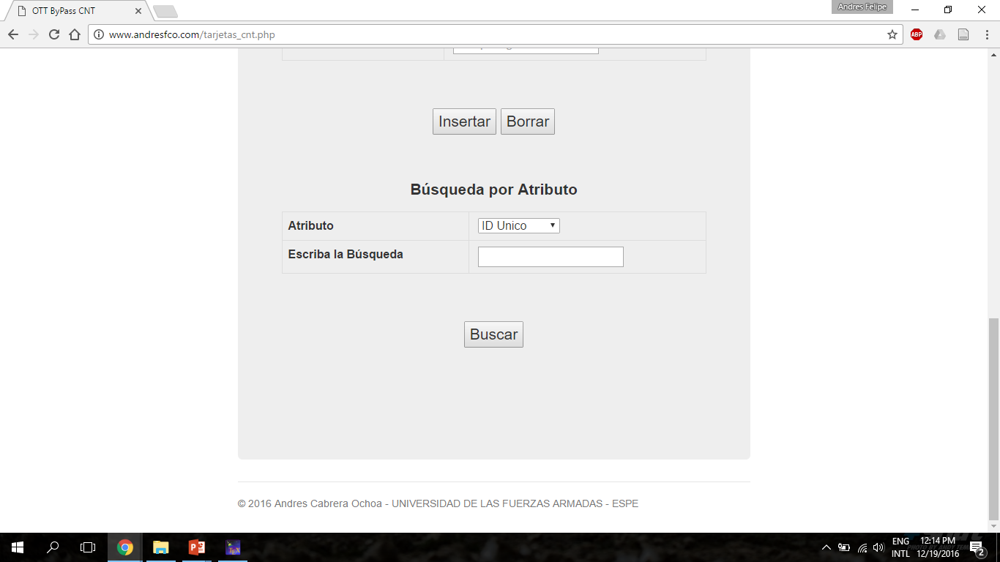 OTT ByPass CNT
Andres Felipe
www.andresfco.com/tarjetas_cnt.php
ABP
Insertar Borrar
Búsqueda por Atributo
Atributo ID Unico
Escriba la Búsqueda
Buscar
© 2016 Andres Cabrera Ochoa - UNIVERSIDAD DE LAS FUERZAS ARMADAS - ESPE
ENG 12:14 PM
INTL 12/19/2016
2